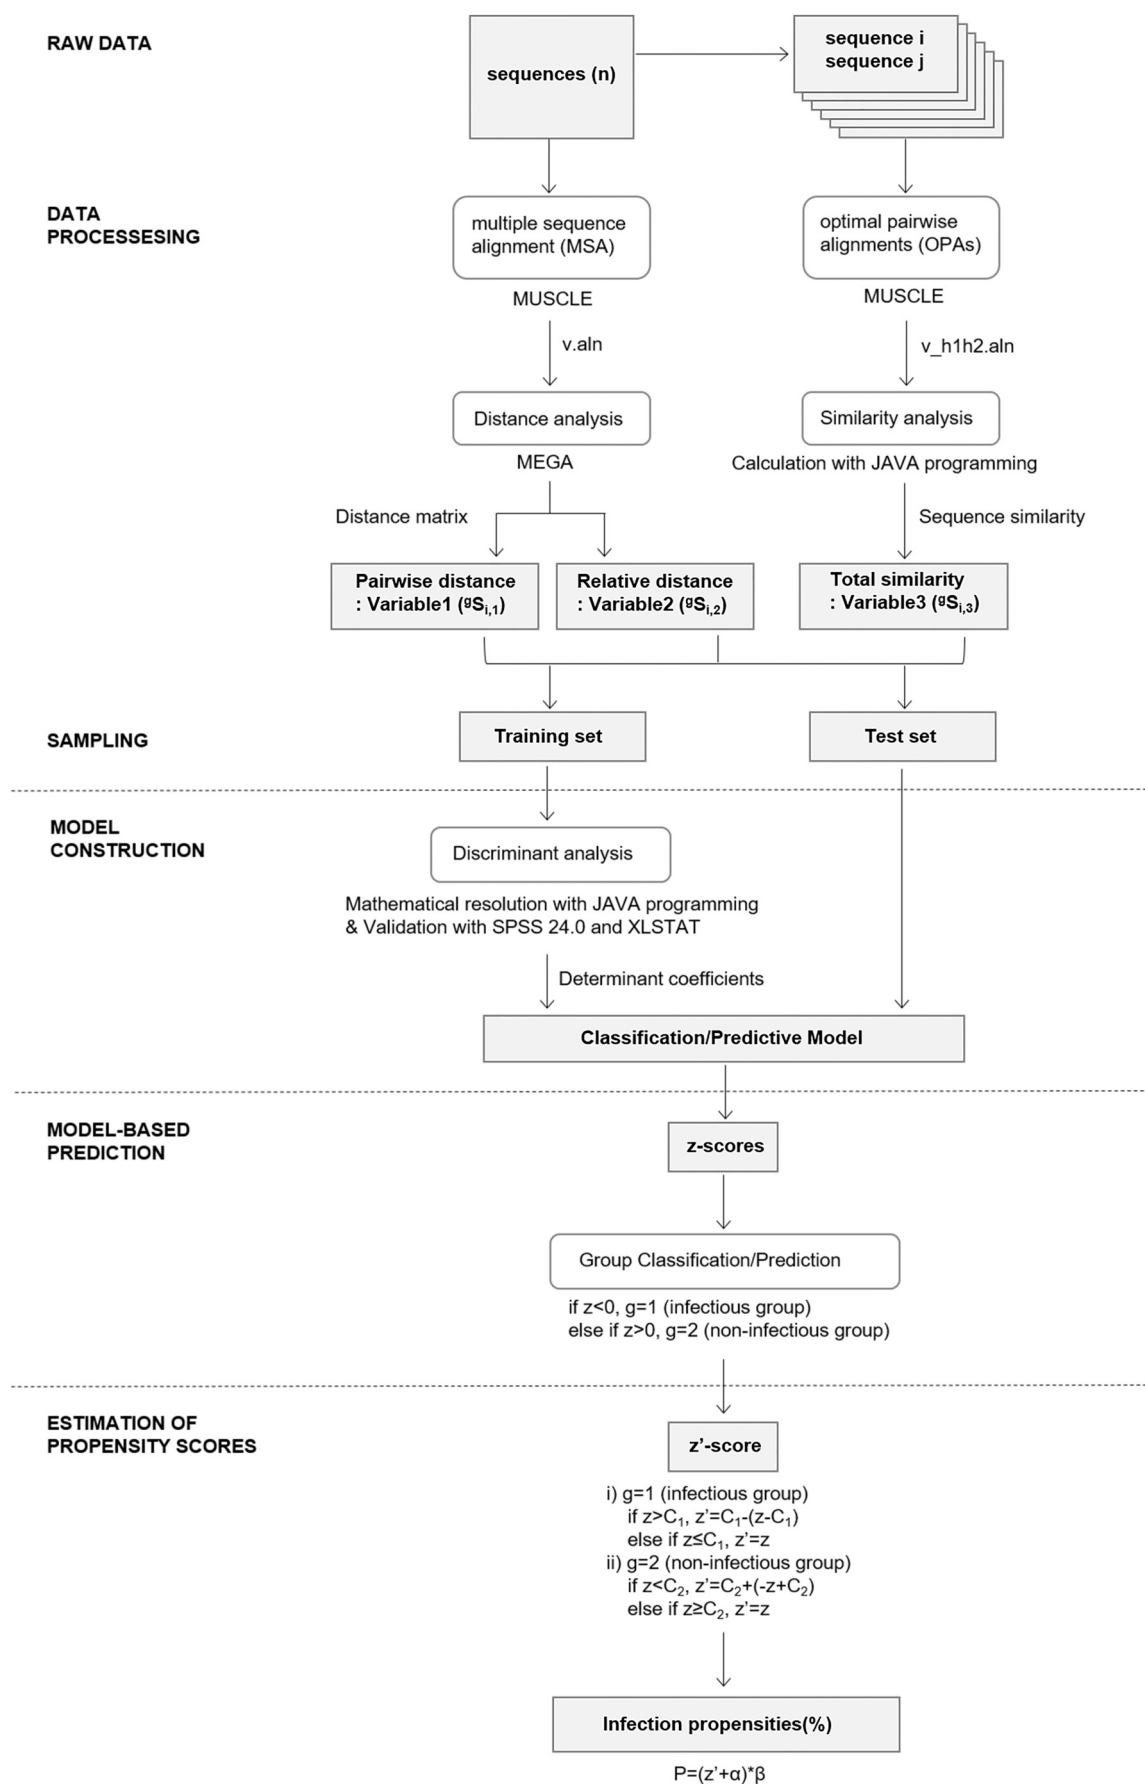 RAW DATA
sequences (n)
sequence i
sequence j
DATA
PROCESSESING
multiple sequence
alignment (MSA)
optimal pairwise
alignments (OPAs)
MUSCLE
MUSCLE
v.aln
v_h1h2.aln
Distance analysis
Similarity analysis
MEGA
Calculation with JAVA programming
Distance matrix
Sequence similarity
Pairwise distance
: Variable1 (ᵍS_{i,1})
Relative distance
: Variable2 (ᵍS_{i,2})
Total similarity
: Variable3 (ᵍS_{i,3})
SAMPLING
Training set
Test set
MODEL
CONSTRUCTION
Discriminant analysis
Mathematical resolution with JAVA programming
& Validation with SPSS 24.0 and XLSTAT
Determinant coefficients
Classification/Predictive Model
MODEL-BASED
PREDICTION
z-scores
Group Classification/Prediction
if z<0, g=1 (infectious group)
else if z>0, g=2 (non-infectious group)
ESTIMATION OF
PROPENSITY SCORES
z’-score
i) g=1 (infectious group)
if z>C₁, z’=C₁-(z-C₁)
else if z≤C₁, z’=z
ii) g=2 (non-infectious group)
if z<C₂, z’=C₂+(-z+C₂)
else if z≥C₂, z’=z
Infection propensities(%)
P=(z’+α)*β